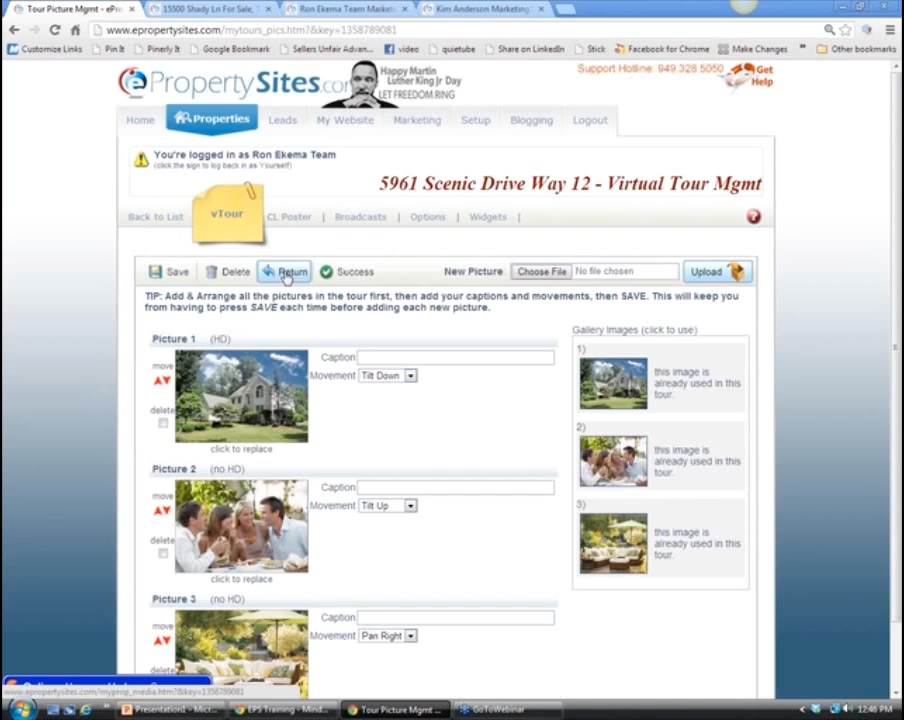 Tour Picture Mgmt - ePro
15500 Shady Ln For Sale,
Ron Ekema Team Marketi
Kim Anderson Marketing
www.epropertysites.com/mytours_pics.htm?&key=1358789081
Customize Links
Pin It
Pinerly It
Google Bookmark
Sellers Unfair Advan...
video
quietube
Share on LinkedIn
Stick
Facebook for Chrome
Make Changes
»
Other bookmarks
ePropertySites.com
Happy Martin
Luther King Jr Day
LET FREEDOM RING
Support Hotline: 949.328.5050
Get
Help
Home
Properties
Leads
My Website
Marketing
Setup
Blogging
Logout
You're logged in as Ron Ekema Team
(click the sign to log back in as Yourself)
5961 Scenic Drive Way 12 - Virtual Tour Mgmt
Back to List
vTour
CL Poster |
Broadcasts |
Options |
Widgets |
?
Save
Delete
Return
Success
New Picture
Choose File
No file chosen
Upload
TIP: Add & Arrange all the pictures in the tour first, then add your captions and movements, then SAVE. This will keep you
from having to press SAVE each time before adding each new picture.
Picture 1 (HD)
move
delete
click to replace
Caption
Movement Tilt Down
Picture 2 (no HD)
move
delete
click to replace
Caption
Movement Tilt Up
Picture 3 (no HD)
move
delete
Caption
Movement Pan Right
Gallery Images (click to use)
1)
this image is
already used in this
tour.
2)
this image is
already used in this
tour.
3)
this image is
already used in this
tour.
www.epropertysites.com/myprop_media.htm?&key=1358789081
»
Presentation1 - Micr...
EPS Training - Mind...
Tour Picture Mgmt ...
GoToWebinar
12:46 PM